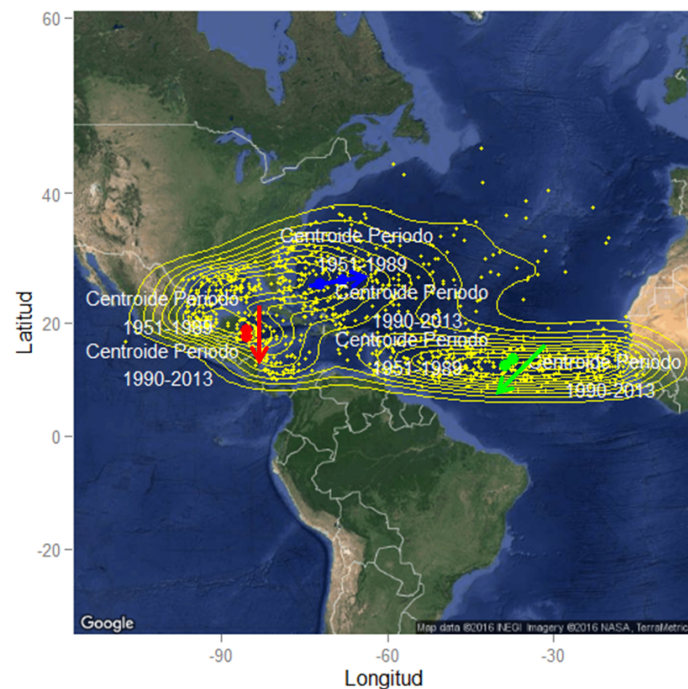 60
40
20
0
-20
Latitud
Centroide Periodo
1951-1989
Centroide Periodo
1990-2013
Centroide Periodo
1951-1989
Centroide Periodo
1990-2013
Centroide Periodo
1951-1989
Centroide Periodo
1990-2013
Google
Map data ©2016 INEGI Imagery ©2016 NASA, TerraMetric
-90
-60
-30
Longitud